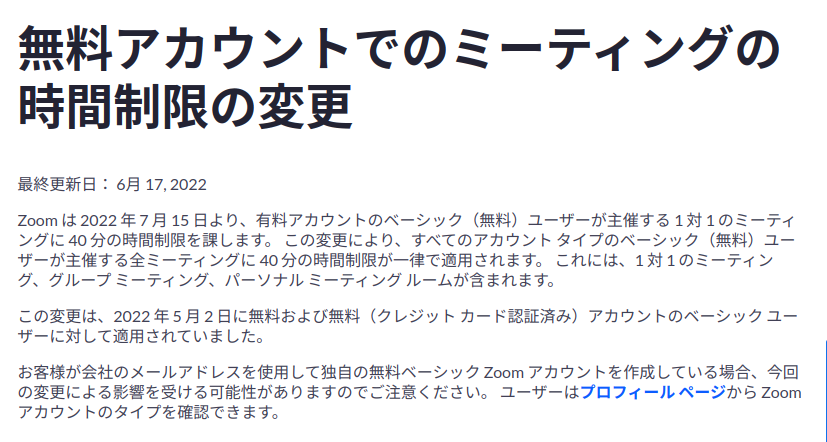 無料アカウントでのミーティングの
時間制限の変更
最終更新日： 6月 17, 2022
Zoom は 2022 年 7 月 15 日より、有料アカウントのベーシック（無料）ユーザーが主催する 1 対 1 のミーティ
ングに 40 分の時間制限を課します。 この変更により、すべてのアカウント タイプのベーシック（無料）ユー
ザーが主催する全ミーティングに 40 分の時間制限が一律で適用されます。 これには、1 対 1 のミーティン
グ、グループ ミーティング、パーソナル ミーティング ルームが含まれます。
この変更は、2022 年 5 月 2 日に無料および無料（クレジット カード認証済み）アカウントのベーシック ユー
ザーに対して適用されていました。
お客様が会社のメールアドレスを使用して独自の無料ベーシック Zoom アカウントを作成している場合、今回
の変更による影響を受ける可能性がありますのでご注意ください。 ユーザーはプロフィール ページから Zoom
アカウントのタイプを確認できます。